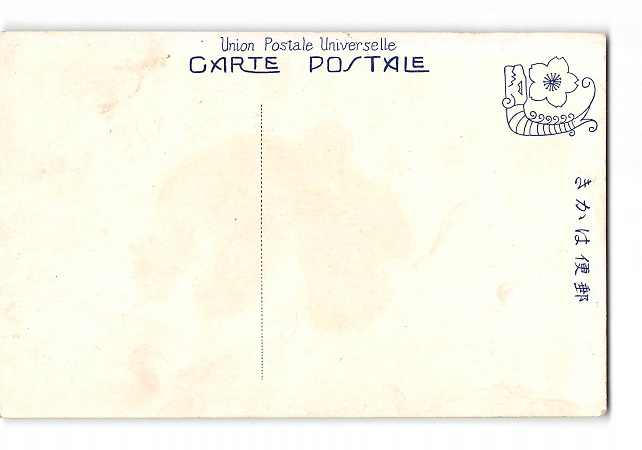 Union Postale Universelle
CARTE POSTALE
きかは便郵